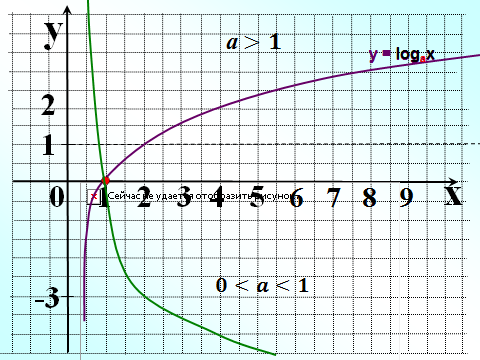 y
a > 1
y = logax
2
1
0 1 2 3 4 5 6 7 8 9 x
Сейчас не удается отобразить рисунок.
-3
0 < a < 1